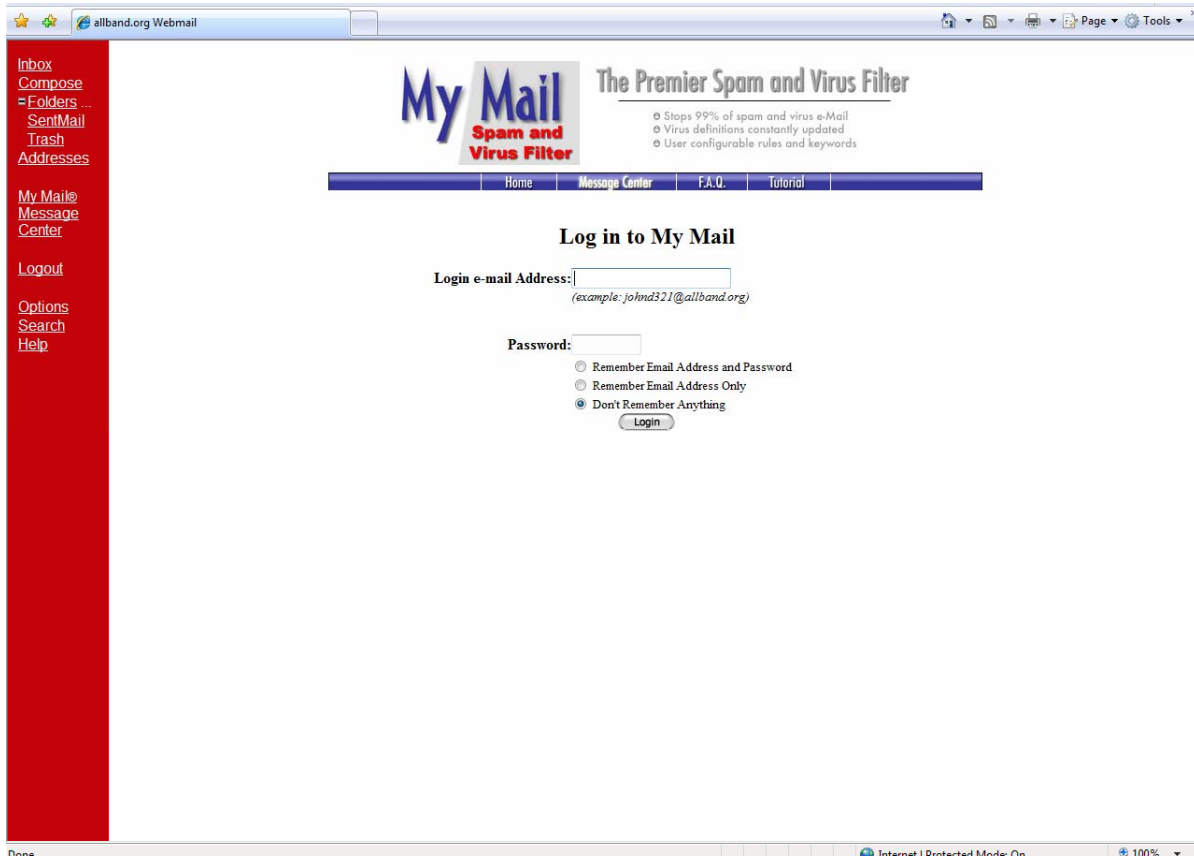 allband.org Webmail
Page
Tools
Inbox
Compose
Folders ...
SentMail
Trash
Addresses
My Mail®
Message
Center
Logout
Options
Search
Help
My Mail
Spam and
Virus Filter
The Premier Spam and Virus Filter
Stops 99% of spam and virus e-Mail
Virus definitions constantly updated
User configurable rules and keywords
Home Message Center F.A.Q. Tutorial
Log in to My Mail
Login e-mail Address:
(example: johnd321@allband.org)
Password:
Remember Email Address and Password
Remember Email Address Only
Don't Remember Anything
Login
Done
Internet | Protected Mode: On
100%